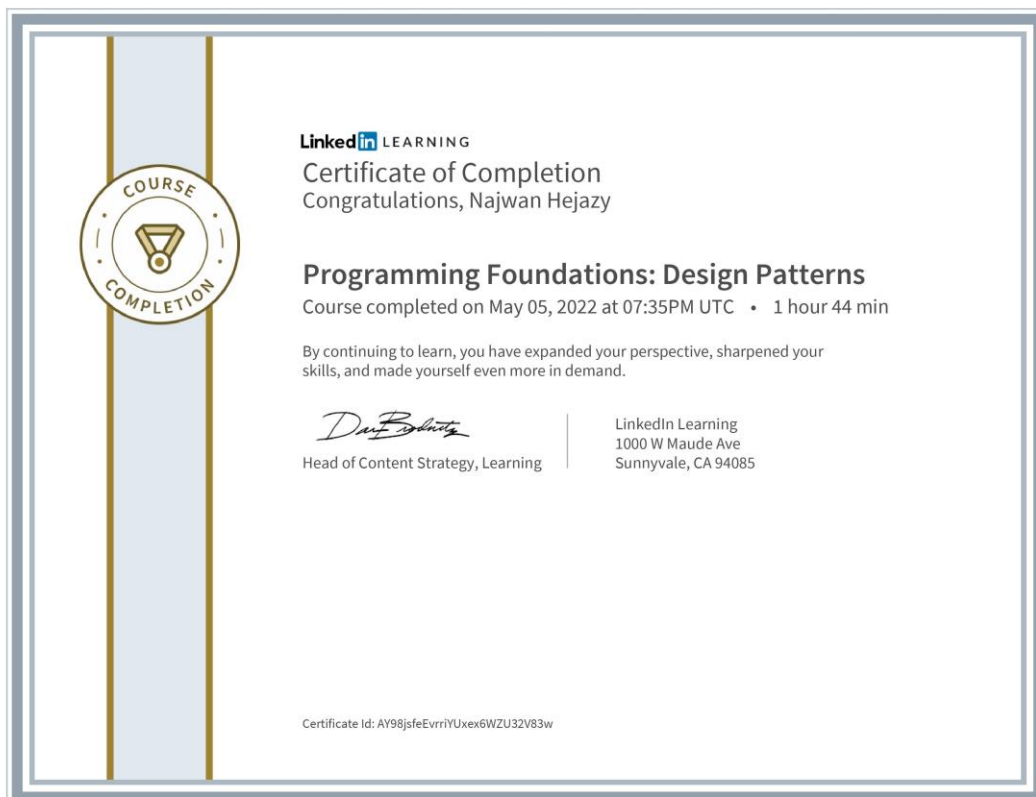 COURSE
COMPLETION
Linked in LEARNING
Certificate of Completion
Congratulations, Najwan Hejazy
Programming Foundations: Design Patterns
Course completed on May 05, 2022 at 07:35PM UTC • 1 hour 44 min
By continuing to learn, you have expanded your perspective, sharpened your
skills, and made yourself even more in demand.
Head of Content Strategy, Learning
LinkedIn Learning
1000 W Maude Ave
Sunnyvale, CA 94085
Certificate Id: AY98jsfeEvrriYUxex6WZU32V83w